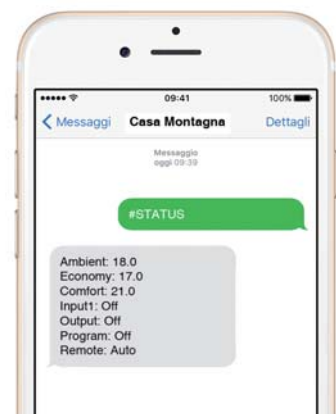 09:41
100%
Messaggi Casa Montagna Dettagli
Messaggio
oggi 09:39
#STATUS
Ambient: 18.0
Economy: 17.0
Comfort: 21.0
Input1: Off
Output: Off
Program: Off
Remote: Auto